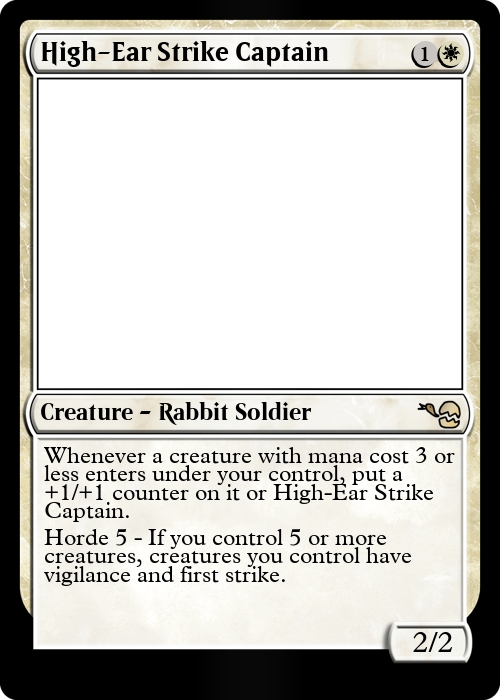 High-Ear Strike Captain 1
Creature - Rabbit Soldier
Whenever a creature with mana cost 3 or
less enters under your control, put a
+1/+1 counter on it or High-Ear Strike
Captain.
Horde 5 - If you control 5 or more
creatures, creatures you control have
vigilance and first strike.
2/2